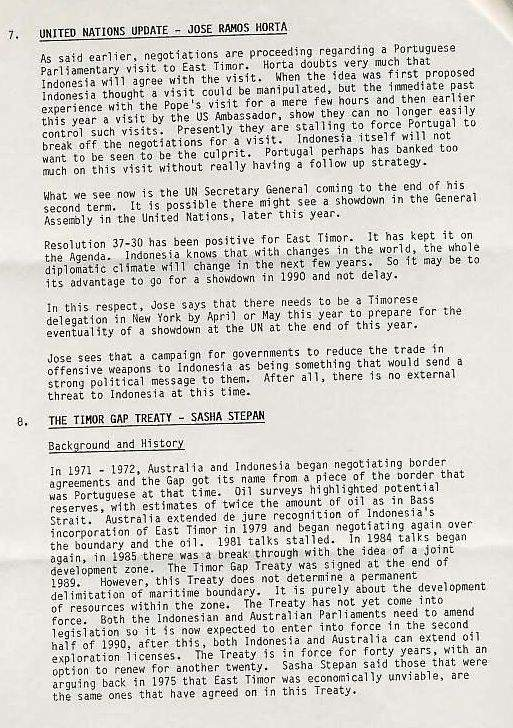 7. UNITED NATIONS UPDATE - JOSE RAMOS HORTA
As said earlier, negotiations are proceeding regarding a Portuguese
Parliamentary visit to East Timor. Horta doubts very much that
Indonesia will agree with the visit. When the idea was first proposed
Indonesia thought a visit could be manipulated, but the immediate past
experience with the Pope's visit for a mere few hours and then earlier
this year a visit by the US Ambassador, show they can no longer easily
control such visits. Presently they are stalling to force Portugal to
break off the negotiations for a visit. Indonesia itself will not
want to be seen to be the culprit. Portugal perhaps has banked too
much on this visit without really having a follow up strategy.
What we see now is the UN Secretary General coming to the end of his
second term. It is possible there might see a showdown in the General
Assembly in the United Nations, later this year.
Resolution 37-30 has been positive for East Timor. It has kept it on
the Agenda. Indonesia knows that with changes in the world, the whole
diplomatic climate will change in the next few years. So it may be to
its advantage to go for a showdown in 1990 and not delay.
In this respect, Jose says that there needs to be a Timorese
delegation in New York by April or May this year to prepare for the
eventuality of a showdown at the UN at the end of this year.
Jose sees that a campaign for governments to reduce the trade in
offensive weapons to Indonesia as being something that would send a
strong political message to them. After all, there is no external
threat to Indonesia at this time.
8. THE TIMOR GAP TREATY - SASHA STEPAN
Background and History
In 1971 - 1972, Australia and Indonesia began negotiating border
agreements and the Gap got its name from a piece of the border that
was Portuguese at that time. Oil surveys highlighted potential
reserves, with estimates of twice the amount of oil as in Bass
Strait. Australia extended de jure recognition of Indonesia's
incorporation of East Timor in 1979 and began negotiating again over
the boundary and the oil. 1981 talks stalled. In 1984 talks began
again, in 1985 there was a break through with the idea of a joint
development zone. The Timor Gap Treaty was signed at the end of
1989. However, this Treaty does not determine a permanent
delimitation of maritime boundary. It is purely about the development
of resources within the zone. The Treaty has not yet come into
force. Both the Indonesian and Australian Parliaments need to amend
legislation so it is now expected to enter into force in the second
half of 1990, after this, both Indonesia and Australia can extend oil
exploration licenses. The Treaty is in force for forty years, with an
option to renew for another twenty. Sasha Stepan said those that were
arguing back in 1975 that East Timor was economically unviable, are
the same ones that have agreed on this Treaty.